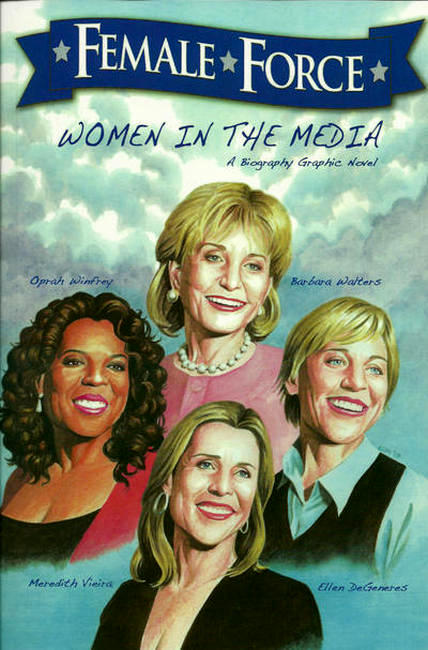 FEMALE FORCE
WOMEN IN THE MEDIA
A Biography Graphic Novel
Oprah Winfrey
Barbara Walters
Meredith Vieira
Ellen DeGeneres